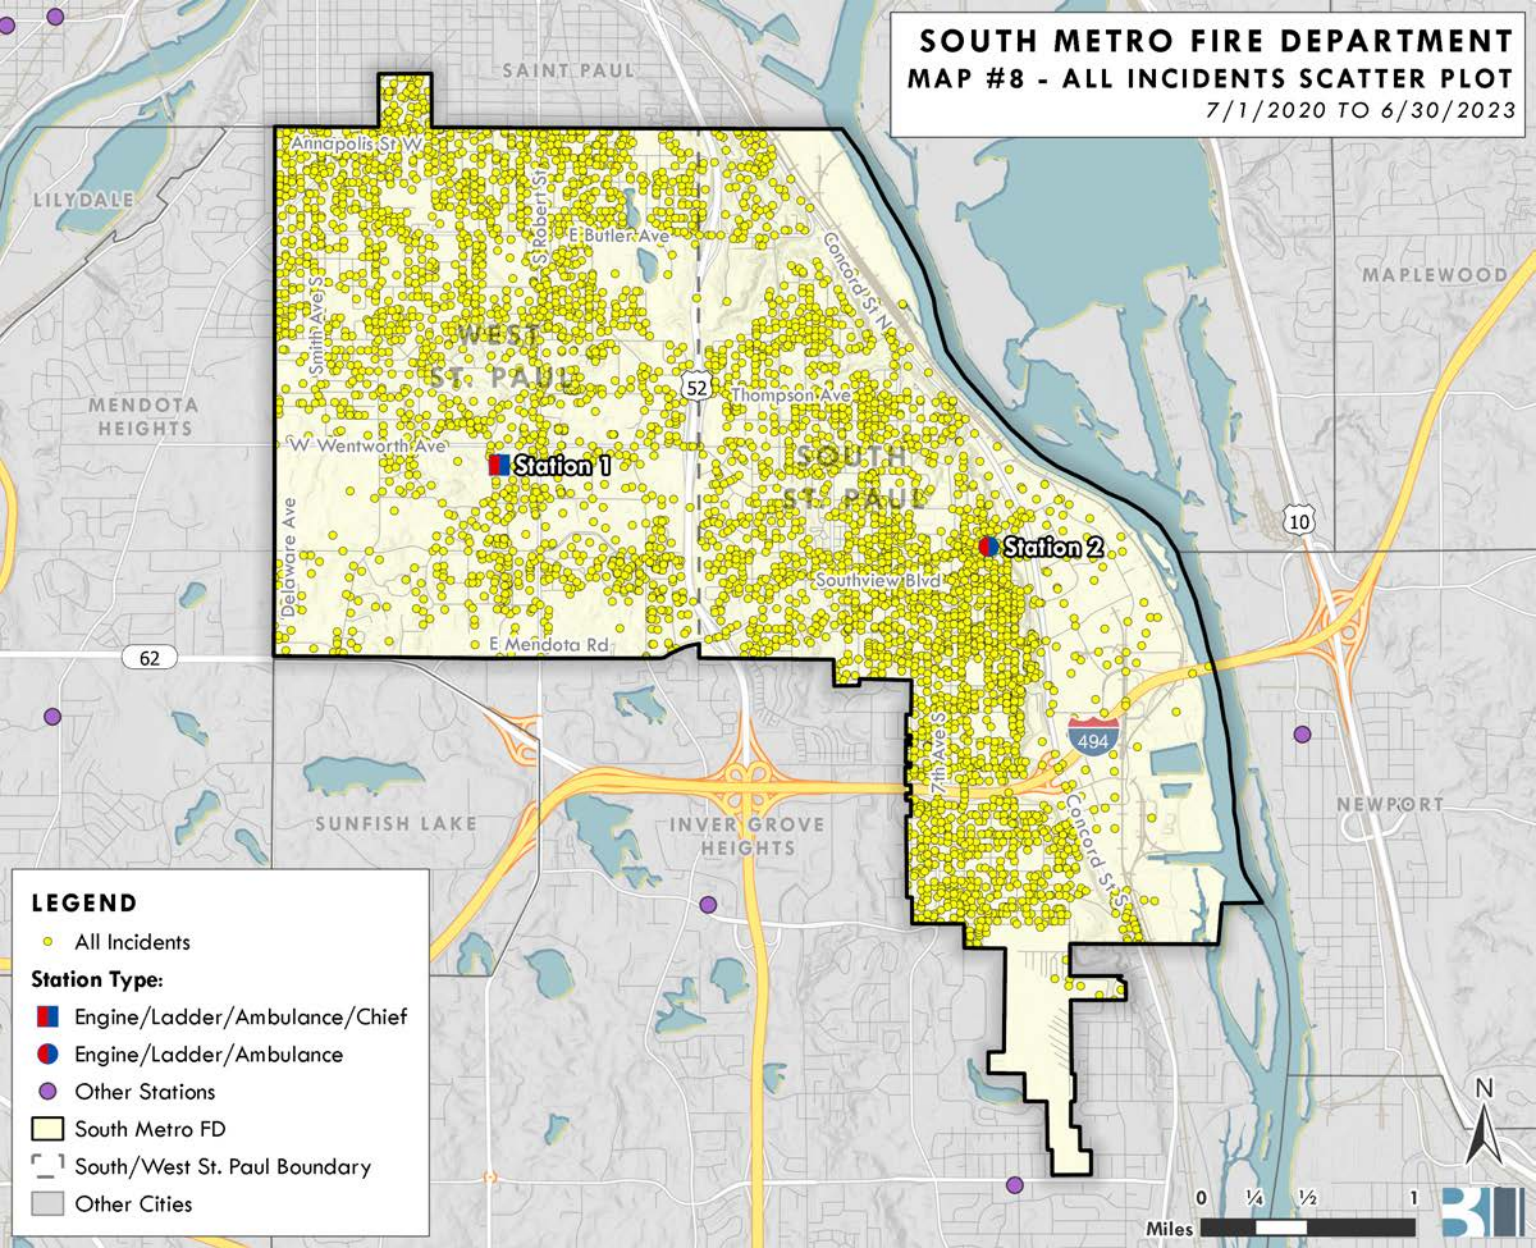 SOUTH METRO FIRE DEPARTMENT
MAP #8 - ALL INCIDENTS SCATTER PLOT
7/1/2020 TO 6/30/2023
SAINT PAUL
Annapolis St W
LILYDALE
S Robert St
E Butler Ave
Concord St N
MAPLEWOOD
Smith Ave S
WEST
ST. PAUL
52
Thompson Ave
MENDOTA
HEIGHTS
W Wentworth Ave
SOUTH
ST. PAUL
Station 1
Delaware Ave
10
Station 2
Southview Blvd
E Mendota Rd
62
7th Ave S
494
NEWPORT
SUNFISH LAKE
INVER GROVE
HEIGHTS
Concord St S
LEGEND
All Incidents
Station Type:
Engine/Ladder/Ambulance/Chief
Engine/Ladder/Ambulance
Other Stations
South Metro FD
South/West St. Paul Boundary
Other Cities
N
0 ¼ ½ 1
Miles